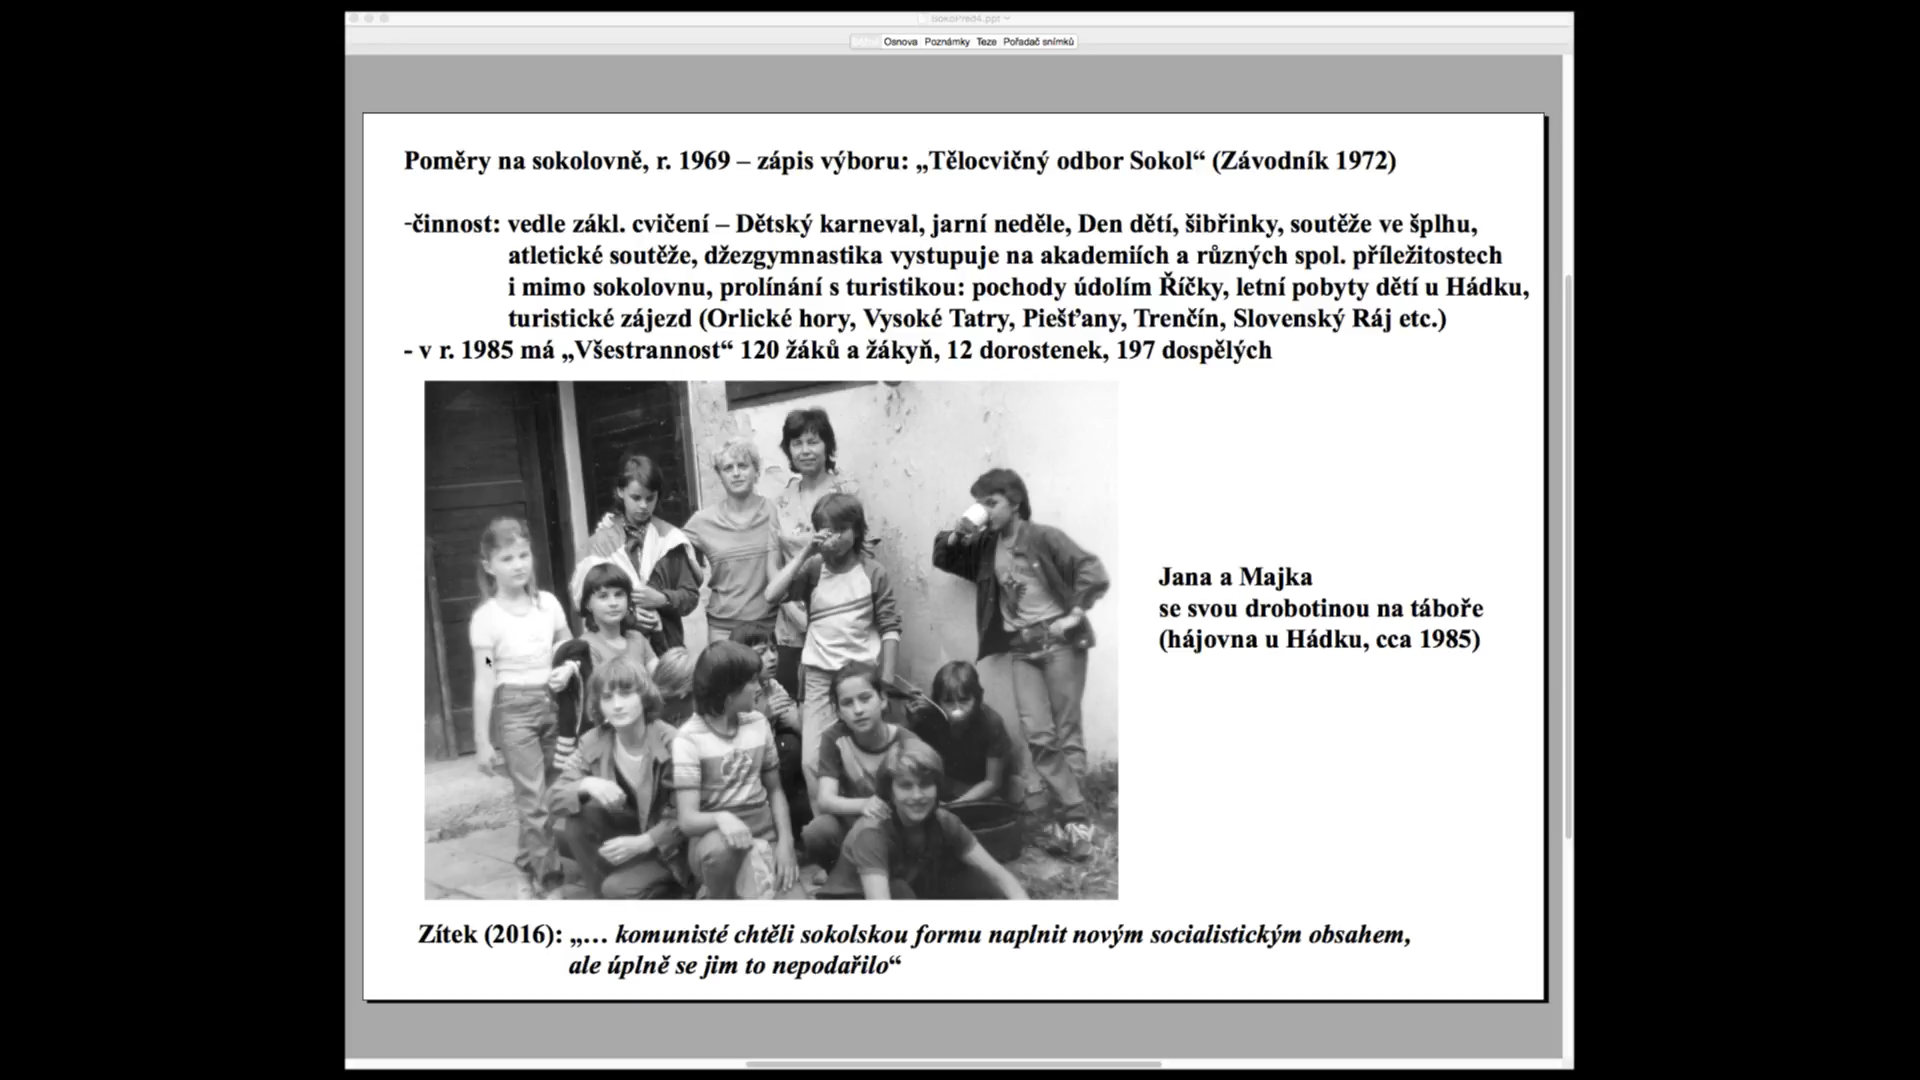 SokoPred4.ppt
Osnova Poznámky Teze Pořadač snímků
Poměry na sokolovně, r. 1969 – zápis výboru: „Tělocvičný odbor Sokol“ (Závodník 1972)
-činnost: vedle zákl. cvičení – Dětský karneval, jarní neděle, Den dětí, šibřinky, soutěže ve šplhu,
atletické soutěže, džezgymnastika vystupuje na akademiích a různých spol. příležitostech
i mimo sokolovnu, prolínání s turistikou: pochody údolím Říčky, letní pobyty dětí u Hádku,
turistické zájezd (Orlické hory, Vysoké Tatry, Piešťany, Trenčín, Slovenský Ráj etc.)
- v r. 1985 má „Všestrannost“ 120 žáků a žákyň, 12 dorostenek, 197 dospělých
Jana a Majka
se svou drobotinou na táboře
(hájovna u Hádku, cca 1985)
Zítek (2016): „… komunisté chtěli sokolskou formu naplnit novým socialistickým obsahem,
ale úplně se jim to nepodařilo“